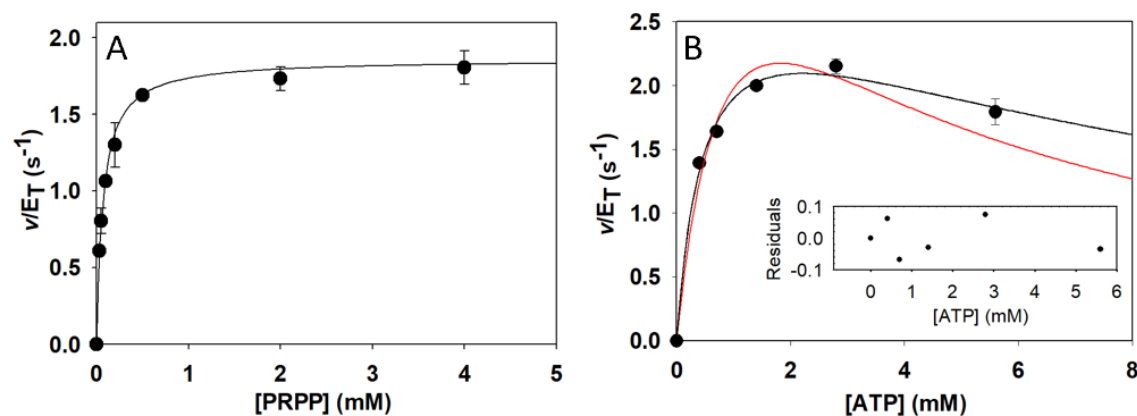 A
v/E_T (s⁻¹)
2.0
1.5
1.0
0.5
0.0
0 1 2 3 4 5
[PRPP] (mM)
B
v/E_T (s⁻¹)
2.5
2.0
1.5
1.0
0.5
0.0
0 2 4 6 8
[ATP] (mM)
Residuals
0.1
0.0
-0.1
0 1 2 3 4 5 6
[ATP] (mM)